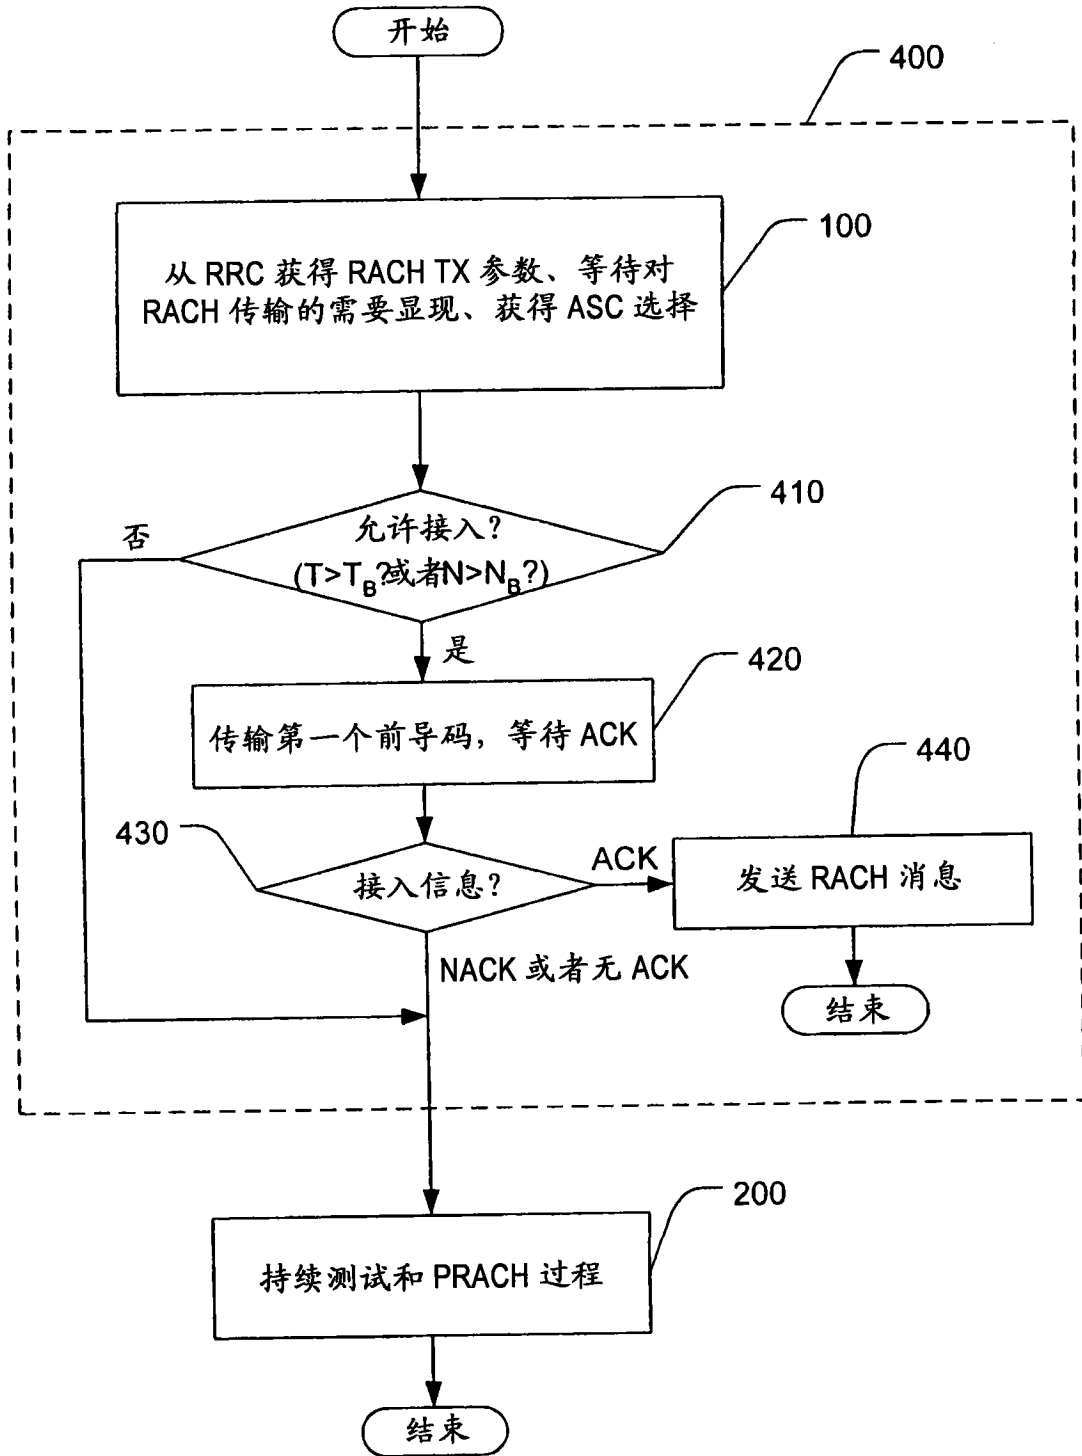 开始
400
100
从 RRC 获得 RACH TX 参数、等待对
RACH 传输的需要显现、获得 ASC 选择
410
否
允许接入?
(T>TB?或者N>NB?)
是
420
传输第一个前导码，等待 ACK
440
430
ACK
接入信息?
发送 RACH 消息
NACK 或者无 ACK
结束
200
持续测试和 PRACH 过程
结束